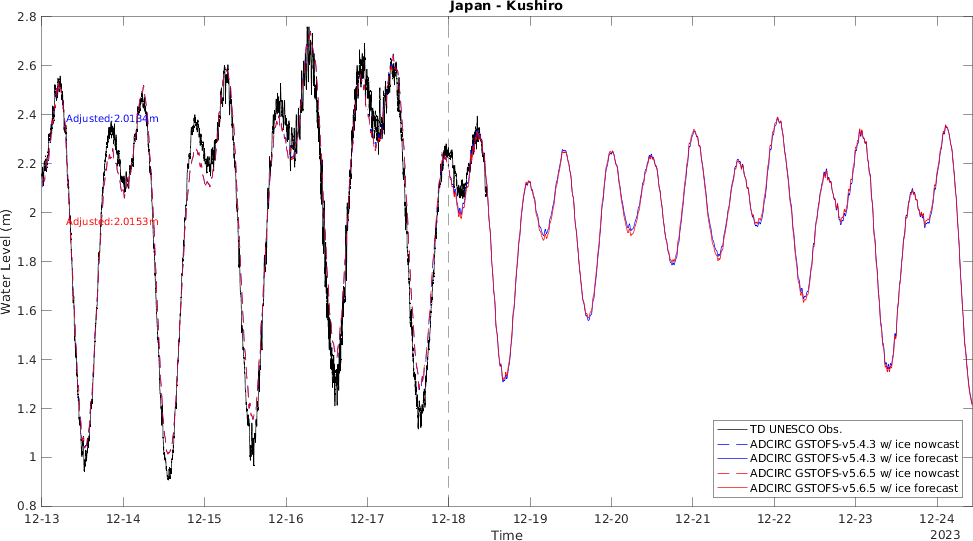 Japan - Kushiro
2.8
2.6
2.4
2.2
2
1.8
1.6
1.4
1.2
1
0.8
Water Level (m)
Adjusted:2.0184m
Adjusted:2.0153m
TD UNESCO Obs.
ADCIRC GSTOFS-v5.4.3 w/ ice nowcast
ADCIRC GSTOFS-v5.4.3 w/ ice forecast
ADCIRC GSTOFS-v5.6.5 w/ ice nowcast
ADCIRC GSTOFS-v5.6.5 w/ ice forecast
12-13 12-14 12-15 12-16 12-17 12-18 12-19 12-20 12-21 12-22 12-23 12-24
Time
2023